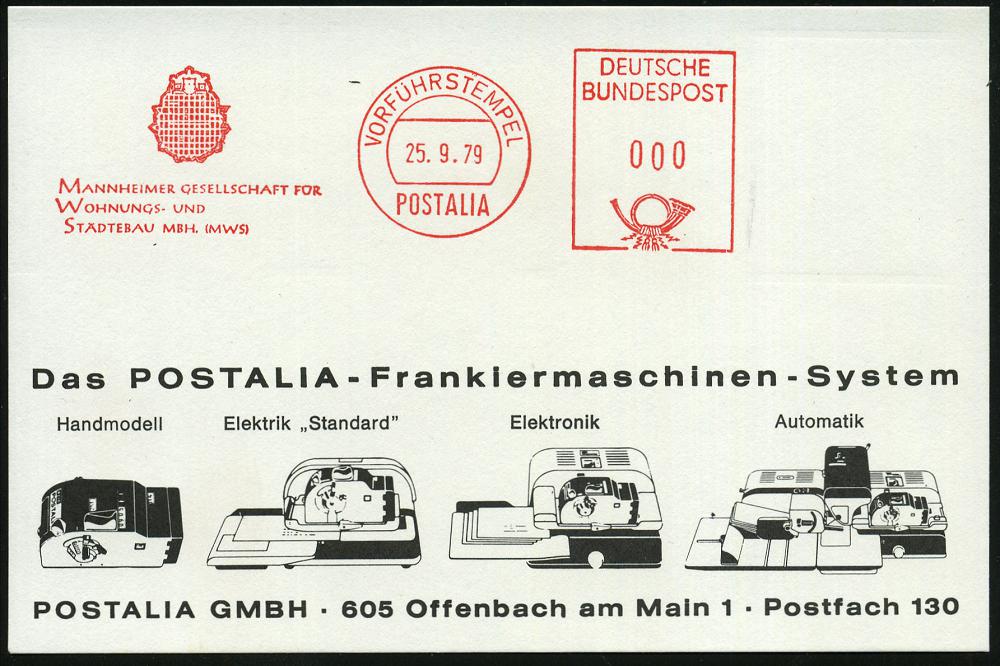 MANNHEIMER GESELLSCHAFT FÜR
WOHNUNGS- UND
STÄDTEBAU MBH. (MWS)
VORFÜHRSTEMPEL
25. 9. 79
POSTALIA
DEUTSCHE
BUNDESPOST
000
Das POSTALIA-Frankiermaschinen-System
Handmodell
Elektrik „Standard”
Elektronik
Automatik
POSTALIA
POSTALIA GMBH · 605 Offenbach am Main 1 · Postfach 130